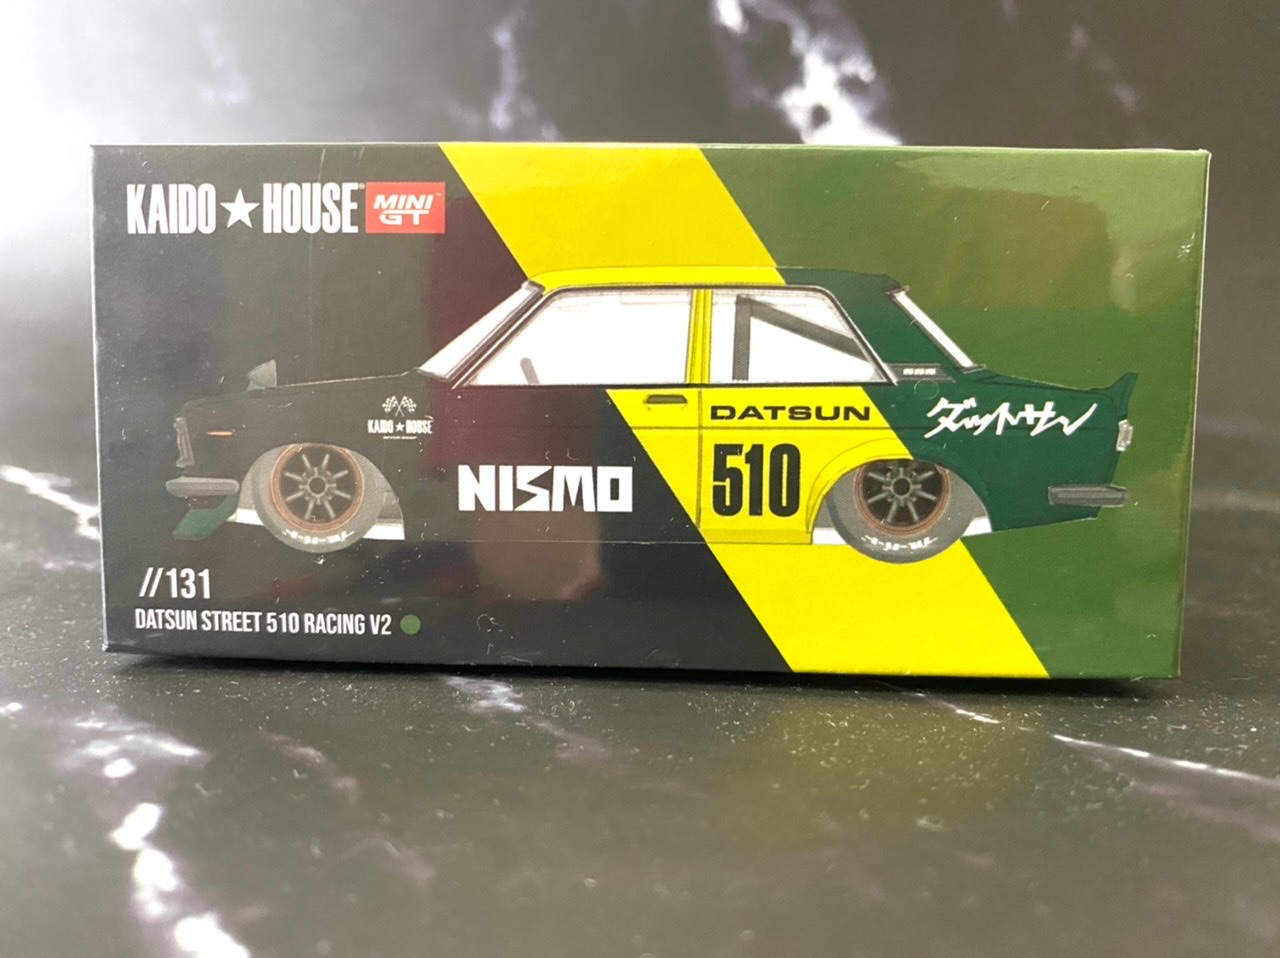 KAIDO★HOUSE MINI GT
KAIDO★HOUSE
DATSUN
ダットサン
510
NISMO
//131
DATSUN STREET 510 RACING V2